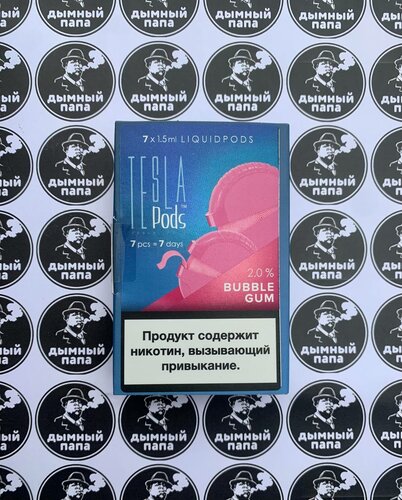 7 x 1.5ml LIQUIDPODS
TESLA
Pods™
7 pcs = 7 days
2.0 %
BUBBLE
GUM
Продукт содержит
никотин, вызывающий
привыкание.
ДЫМНЫЙ
ПАПА